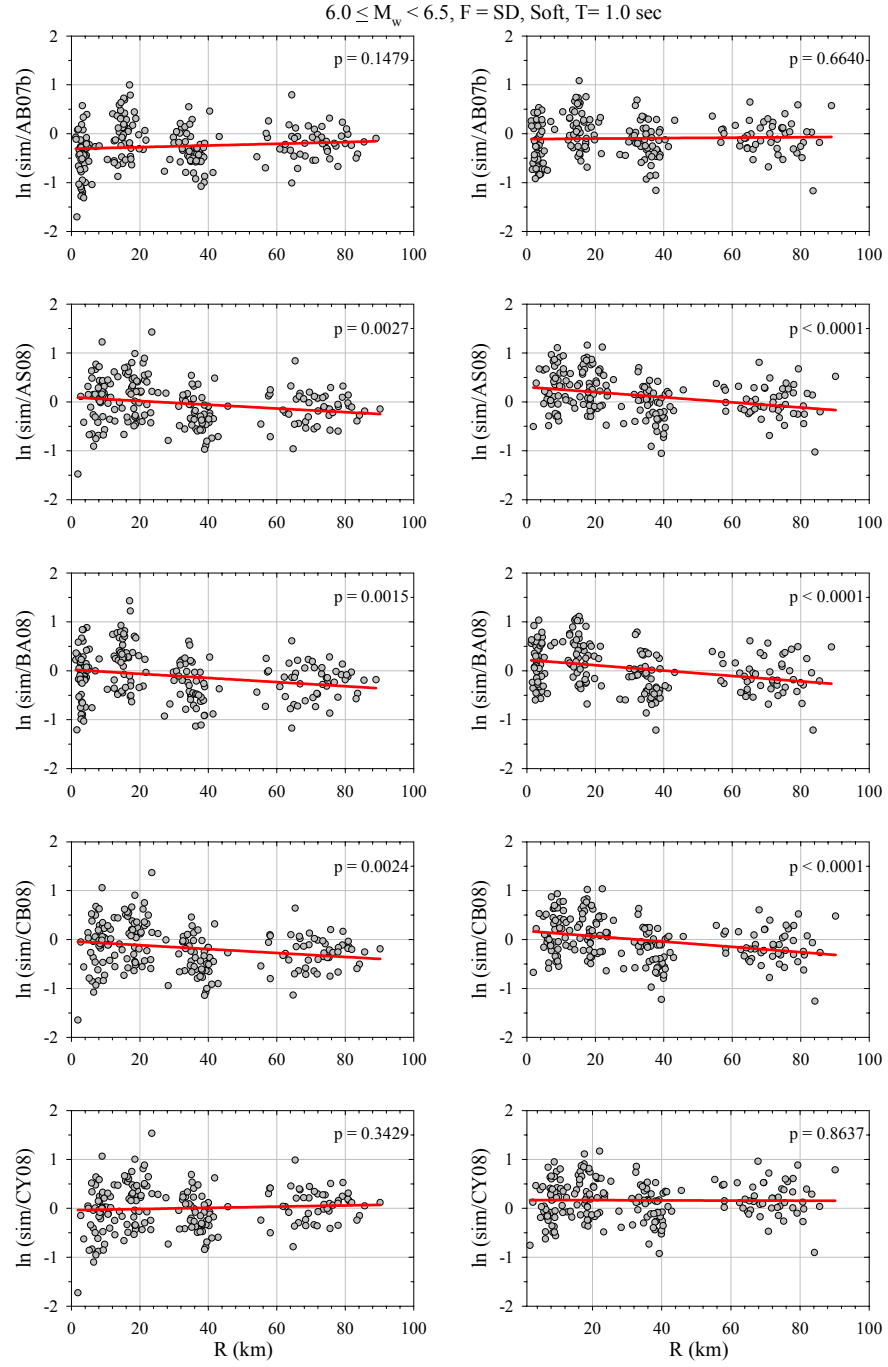 6.0 ≤ M_w < 6.5, F = SD, Soft, T= 1.0 sec
ln (sim/AB07b)
2
1
0
-1
-2
p = 0.1479
0 20 40 60 80 100
ln (sim/AB07b)
2
1
0
-1
-2
p = 0.6640
0 20 40 60 80 100
ln (sim/AS08)
2
1
0
-1
-2
p = 0.0027
0 20 40 60 80 100
ln (sim/AS08)
2
1
0
-1
-2
p < 0.0001
0 20 40 60 80 100
ln (sim/BA08)
2
1
0
-1
-2
p = 0.0015
0 20 40 60 80 100
ln (sim/BA08)
2
1
0
-1
-2
p < 0.0001
0 20 40 60 80 100
ln (sim/CB08)
2
1
0
-1
-2
p = 0.0024
0 20 40 60 80 100
ln (sim/CB08)
2
1
0
-1
-2
p < 0.0001
0 20 40 60 80 100
ln (sim/CY08)
2
1
0
-1
-2
p = 0.3429
0 20 40 60 80 100
R (km)
ln (sim/CY08)
2
1
0
-1
-2
p = 0.8637
0 20 40 60 80 100
R (km)